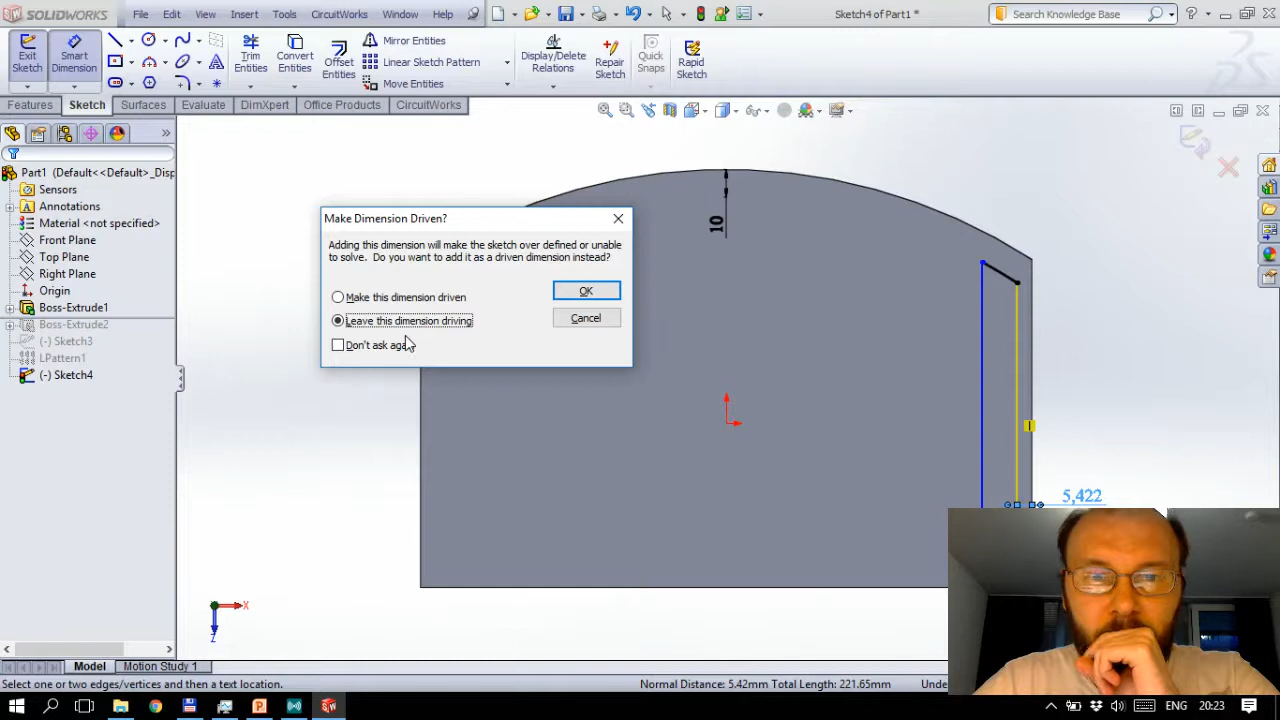 SOLIDWORKS File Edit View Insert Tools CircuitWorks Window Help Sketch4 of Part1 * Search Knowledge Base
Exit Sketch
Smart Dimension
Trim Entities
Convert Entities
Offset Entities
Mirror Entities
Linear Sketch Pattern
Move Entities
Display/Delete Relations
Repair Sketch
Quick Snaps
Rapid Sketch
Features Sketch Surfaces Evaluate DimXpert Office Products CircuitWorks
Part1 (Default<<Default>_Disp
Sensors
Annotations
Material <not specified>
Front Plane
Top Plane
Right Plane
Origin
Boss-Extrude1
Boss-Extrude2
(-) Sketch3
LPattern1
(-) Sketch4
Make Dimension Driven?
Adding this dimension will make the sketch over defined or unable
to solve. Do you want to add it as a driven dimension instead?
Make this dimension driven
OK
Leave this dimension driving
Cancel
Don't ask again
10
5,422
X
Z
Model Motion Study 1
Select one or two edges/vertices and then a text location. Normal Distance: 5.42mm Total Length: 221.65mm Unde
ENG 20:23